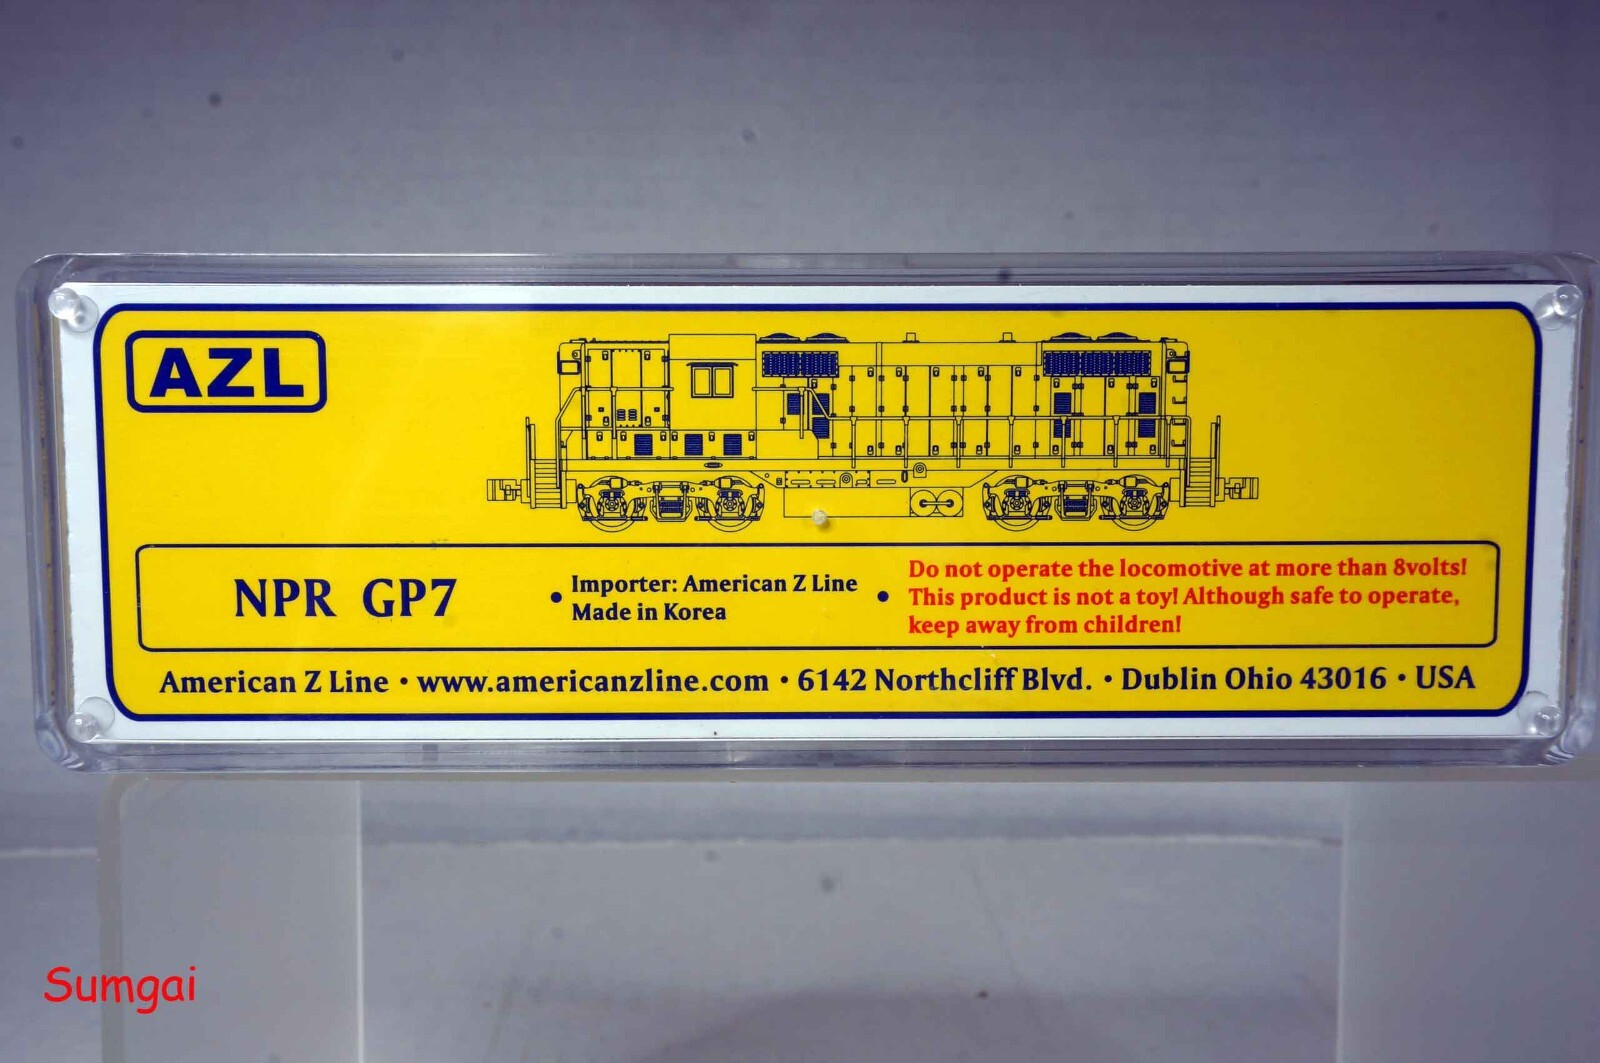 AZL
NPR GP7
• Importer: American Z Line
Made in Korea
• Do not operate the locomotive at more than 8volts!
This product is not a toy! Although safe to operate,
keep away from children!
American Z Line • www.americanzline.com • 6142 Northcliff Blvd. • Dublin Ohio 43016 • USA
Sumgai